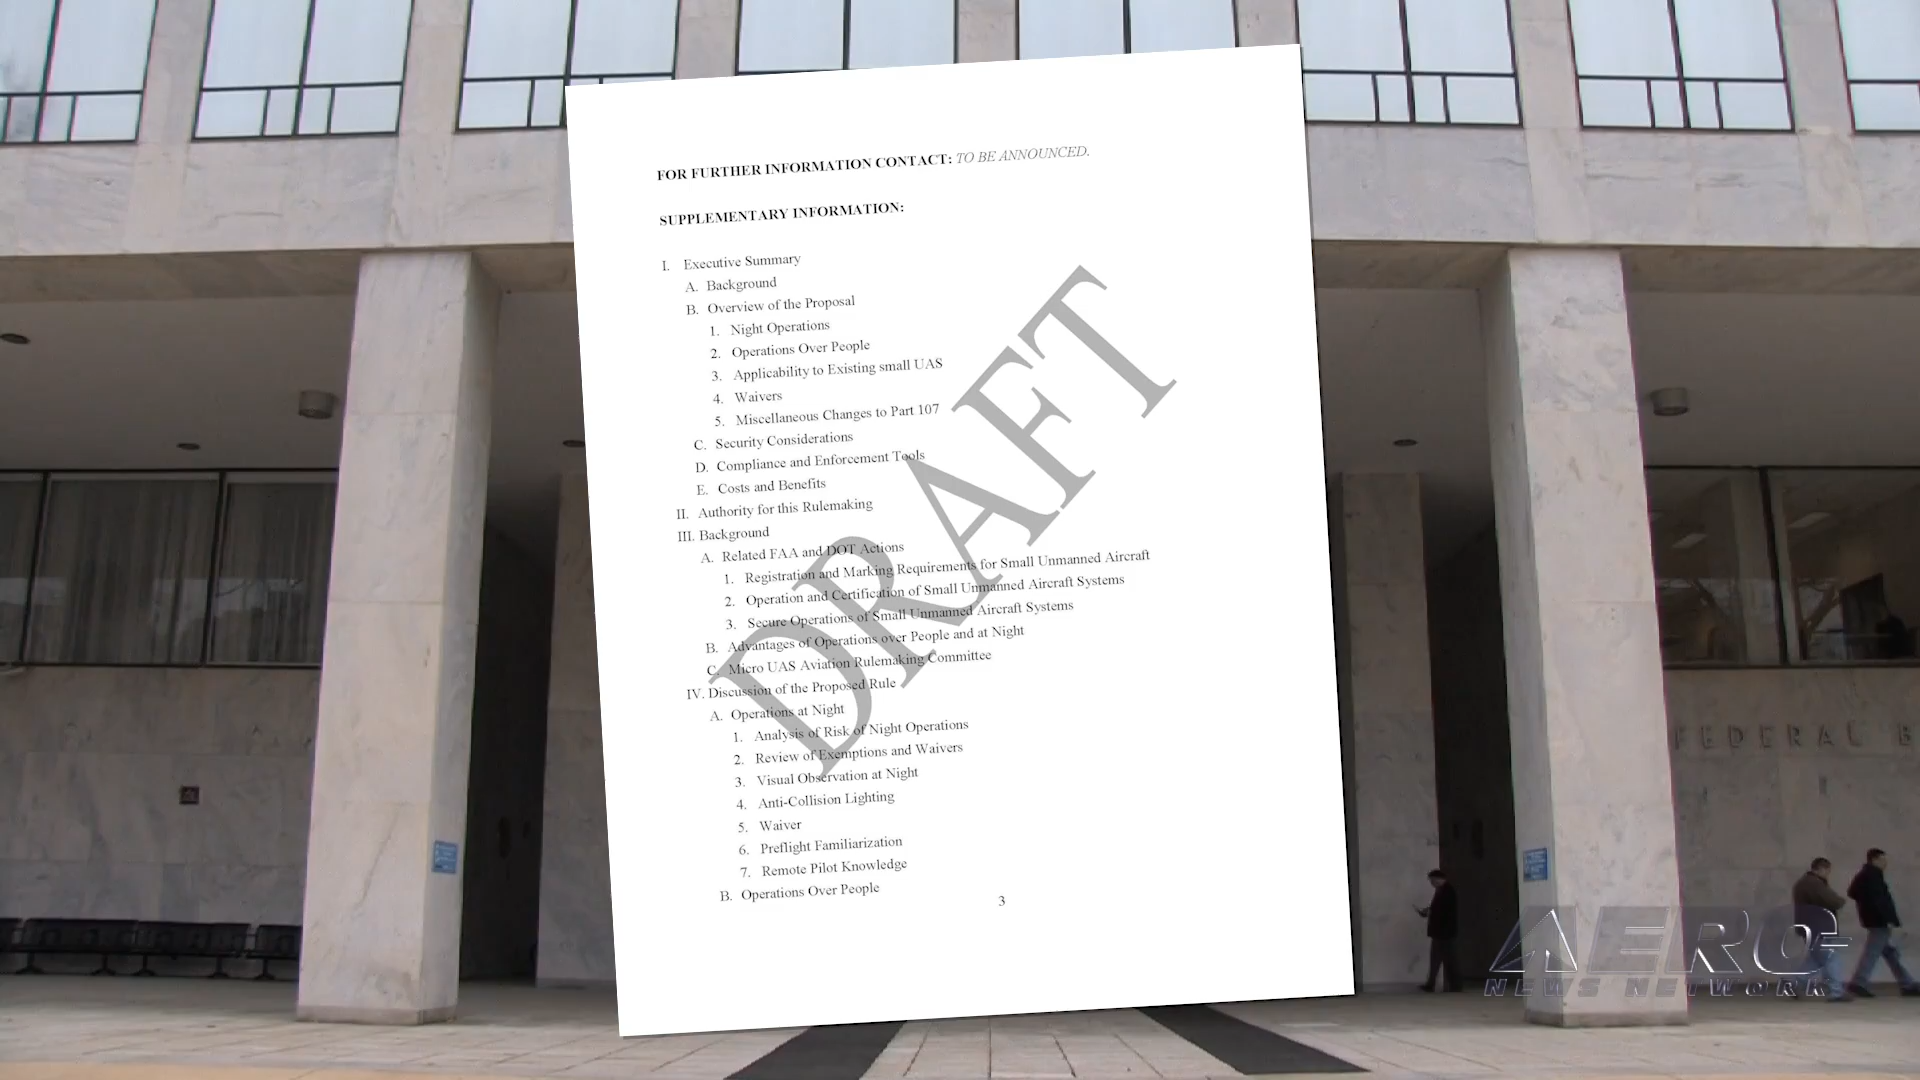 FOR FURTHER INFORMATION CONTACT: TO BE ANNOUNCED.
SUPPLEMENTARY INFORMATION:
I. Executive Summary
A. Background
B. Overview of the Proposal
1. Night Operations
2. Operations Over People
3. Applicability to Existing small UAS
4. Waivers
5. Miscellaneous Changes to Part 107
C. Security Considerations
D. Compliance and Enforcement Tools
E. Costs and Benefits
II. Authority for this Rulemaking
III. Background
A. Related FAA and DOT Actions
1. Registration and Marking Requirements for Small Unmanned Aircraft
2. Operation and Certification of Small Unmanned Aircraft Systems
3. Secure Operations of Small Unmanned Aircraft Systems
B. Advantages of Operations over People and at Night
C. Micro UAS Aviation Rulemaking Committee
IV. Discussion of the Proposed Rule
A. Operations at Night
1. Analysis of Risk of Night Operations
2. Review of Exemptions and Waivers
3. Visual Observation at Night
4. Anti-Collision Lighting
5. Waiver
6. Preflight Familiarization
7. Remote Pilot Knowledge
B. Operations Over People
3
DRAFT
FEDERAL
AERO-
NEWS NETWORK